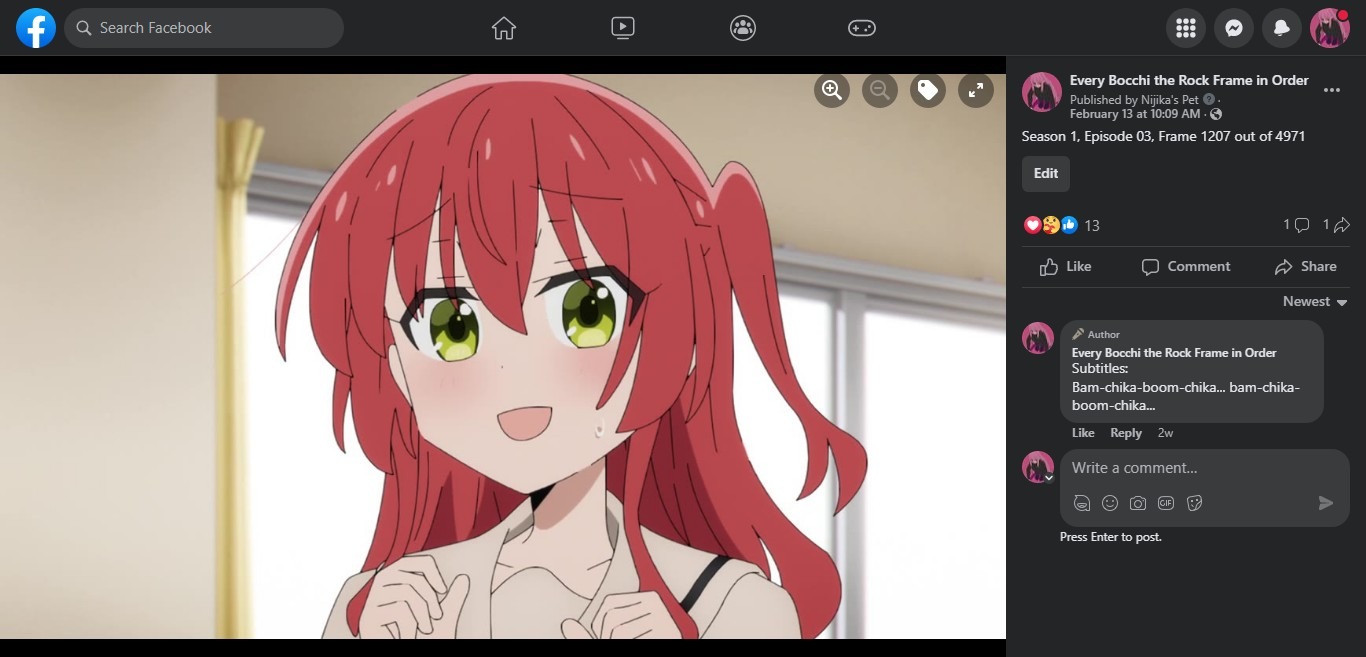 Search Facebook
Every Bocchi the Rock Frame in Order
Published by Nijika's Pet ·
February 13 at 10:09 AM ·
Season 1, Episode 03, Frame 1207 out of 4971
Edit
13
1
1
Like
Comment
Share
Newest
Author
Every Bocchi the Rock Frame in Order
Subtitles:
Bam-chika-boom-chika... bam-chika-
boom-chika...
Like Reply 2w
Write a comment...
GIF
Press Enter to post.